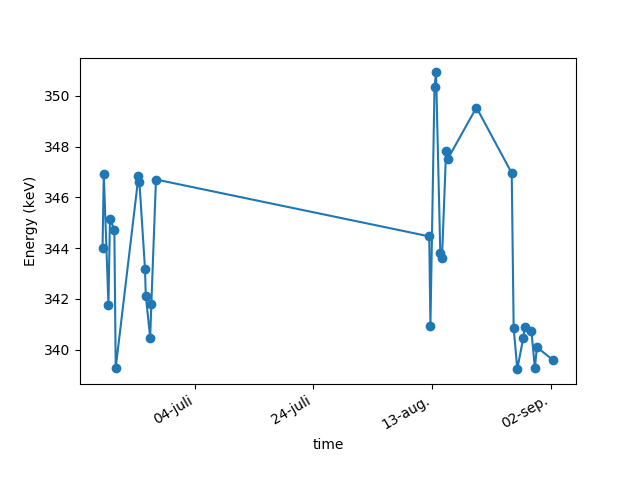 350
348
346
344
342
340
Energy (keV)
04-juli
24-juli
13-aug.
02-sep.
time